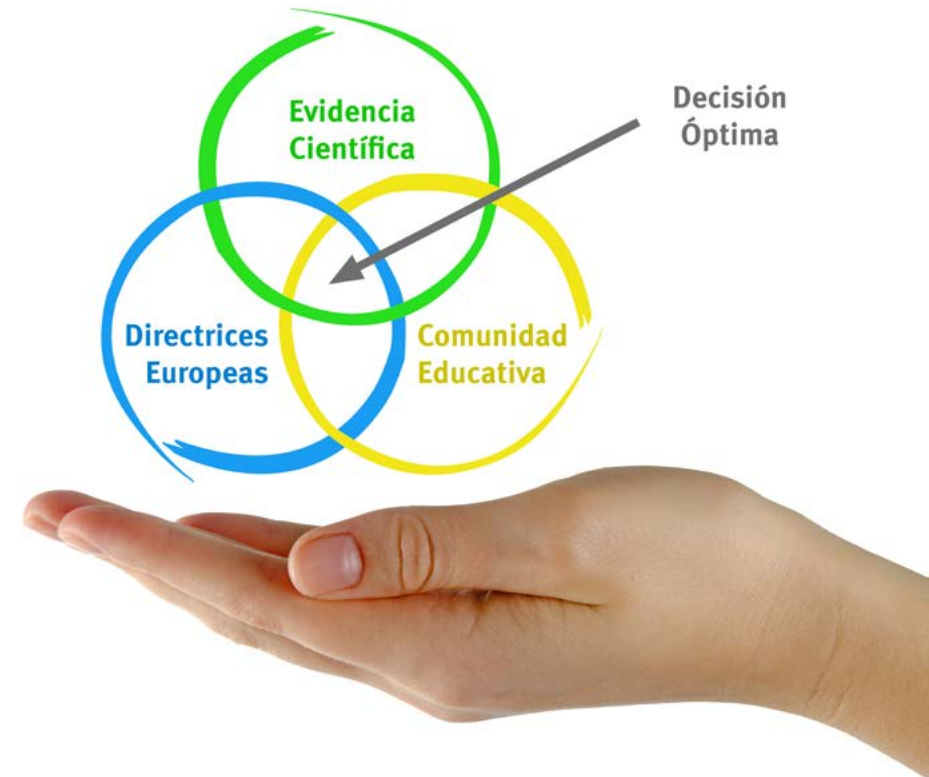 Evidencia
Científica
Decisión
Óptima
Directrices
Europeas
Comunidad
Educativa